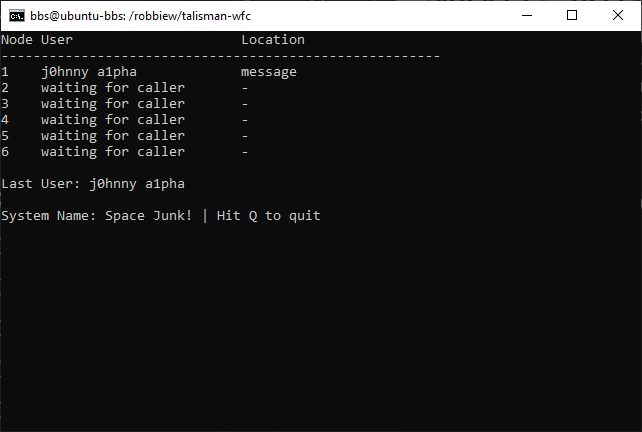 bbs@ubuntu-bbs: /robbiew/talisman-wfc
Node User                     Location
-------------------------------------------------------
1    j0hnny a1pha             message
2    waiting for caller       -
3    waiting for caller       -
4    waiting for caller       -
5    waiting for caller       -
6    waiting for caller       -
Last User: j0hnny a1pha
System Name: Space Junk! | Hit Q to quit